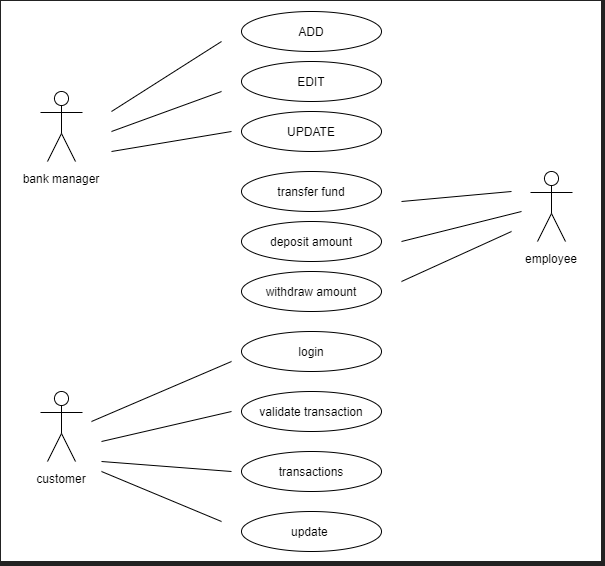 ADD
EDIT
UPDATE
bank manager
transfer fund
deposit amount
employee
withdraw amount
login
validate transaction
transactions
customer
update